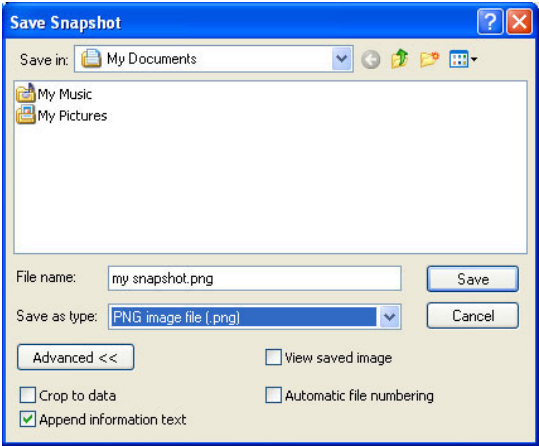 Save Snapshot
Save in: My Documents
My Music
My Pictures
File name: my snapshot.png Save
Save as type: PNG image file (.png) Cancel
Advanced << View saved image
Crop to data Automatic file numbering
Append information text